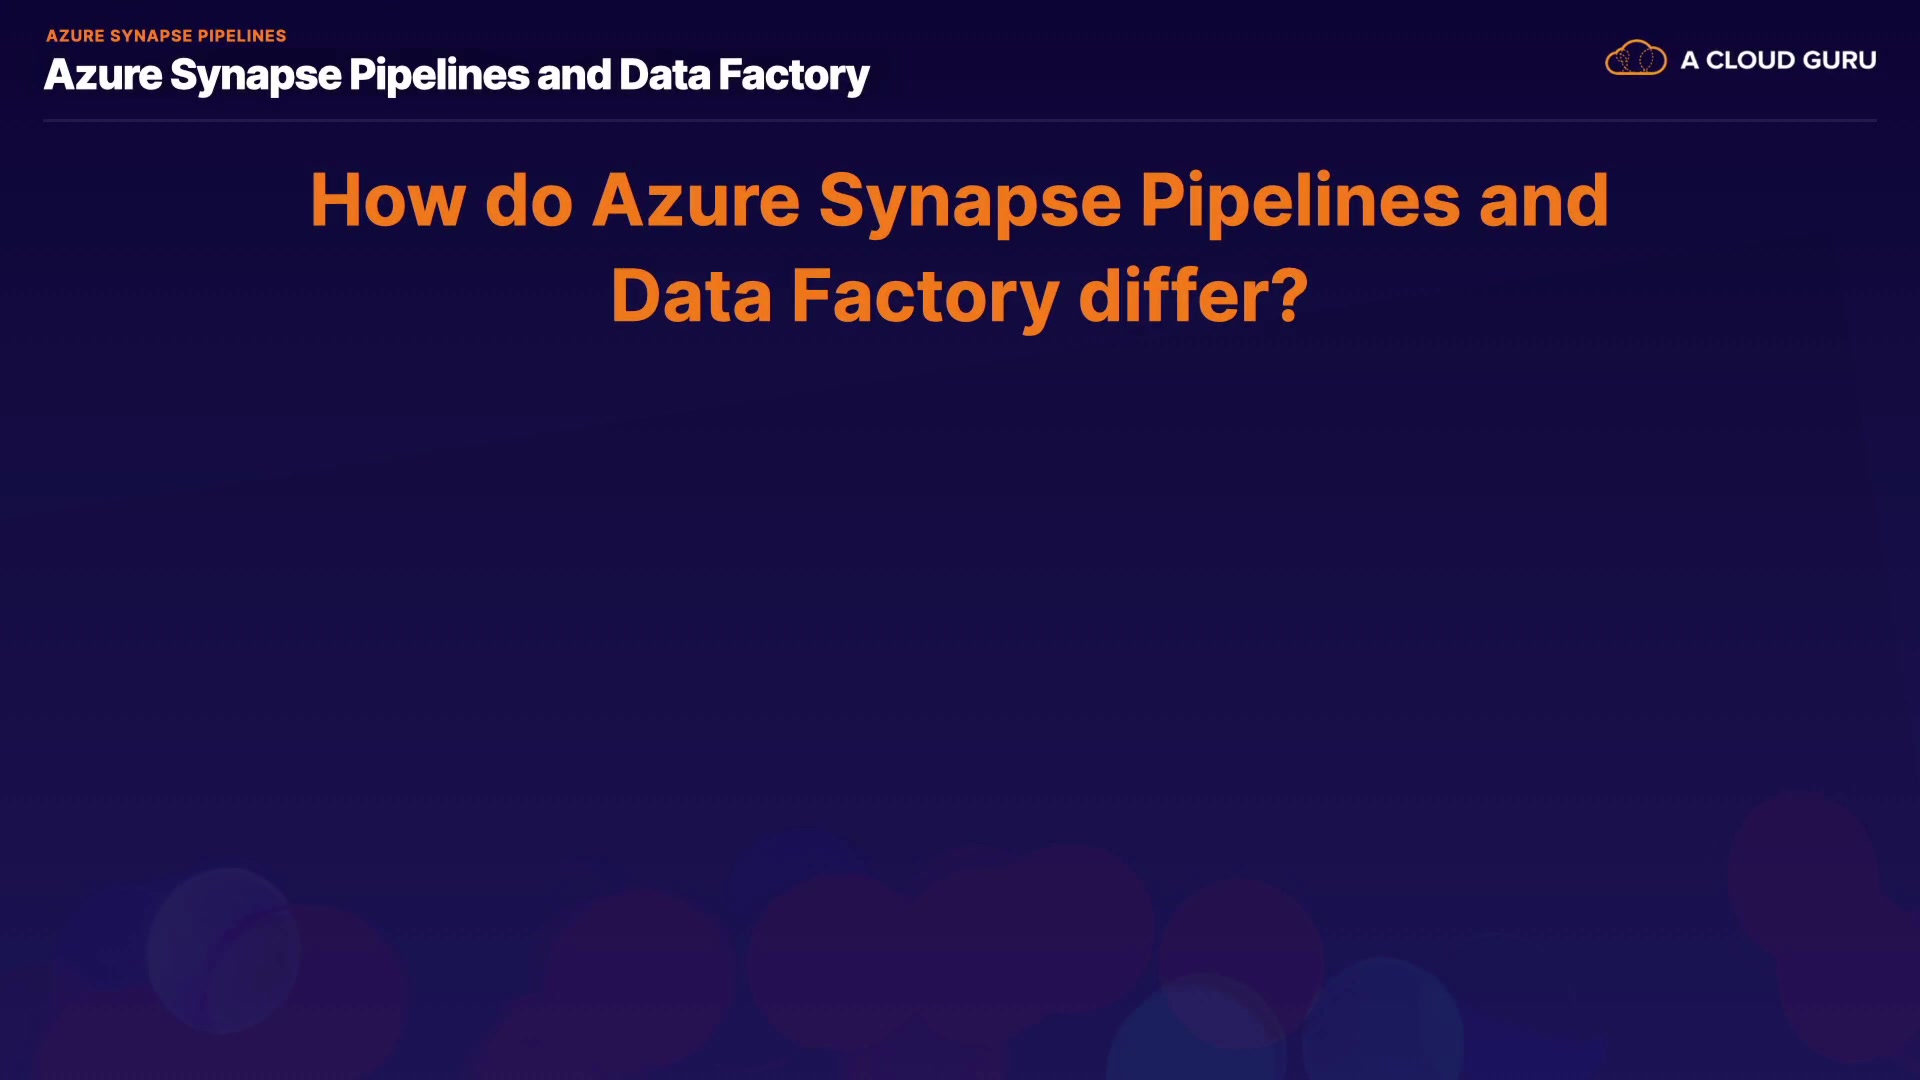 AZURE SYNAPSE PIPELINES
Azure Synapse Pipelines and Data Factory
A CLOUD GURU
How do Azure Synapse Pipelines and
Data Factory differ?